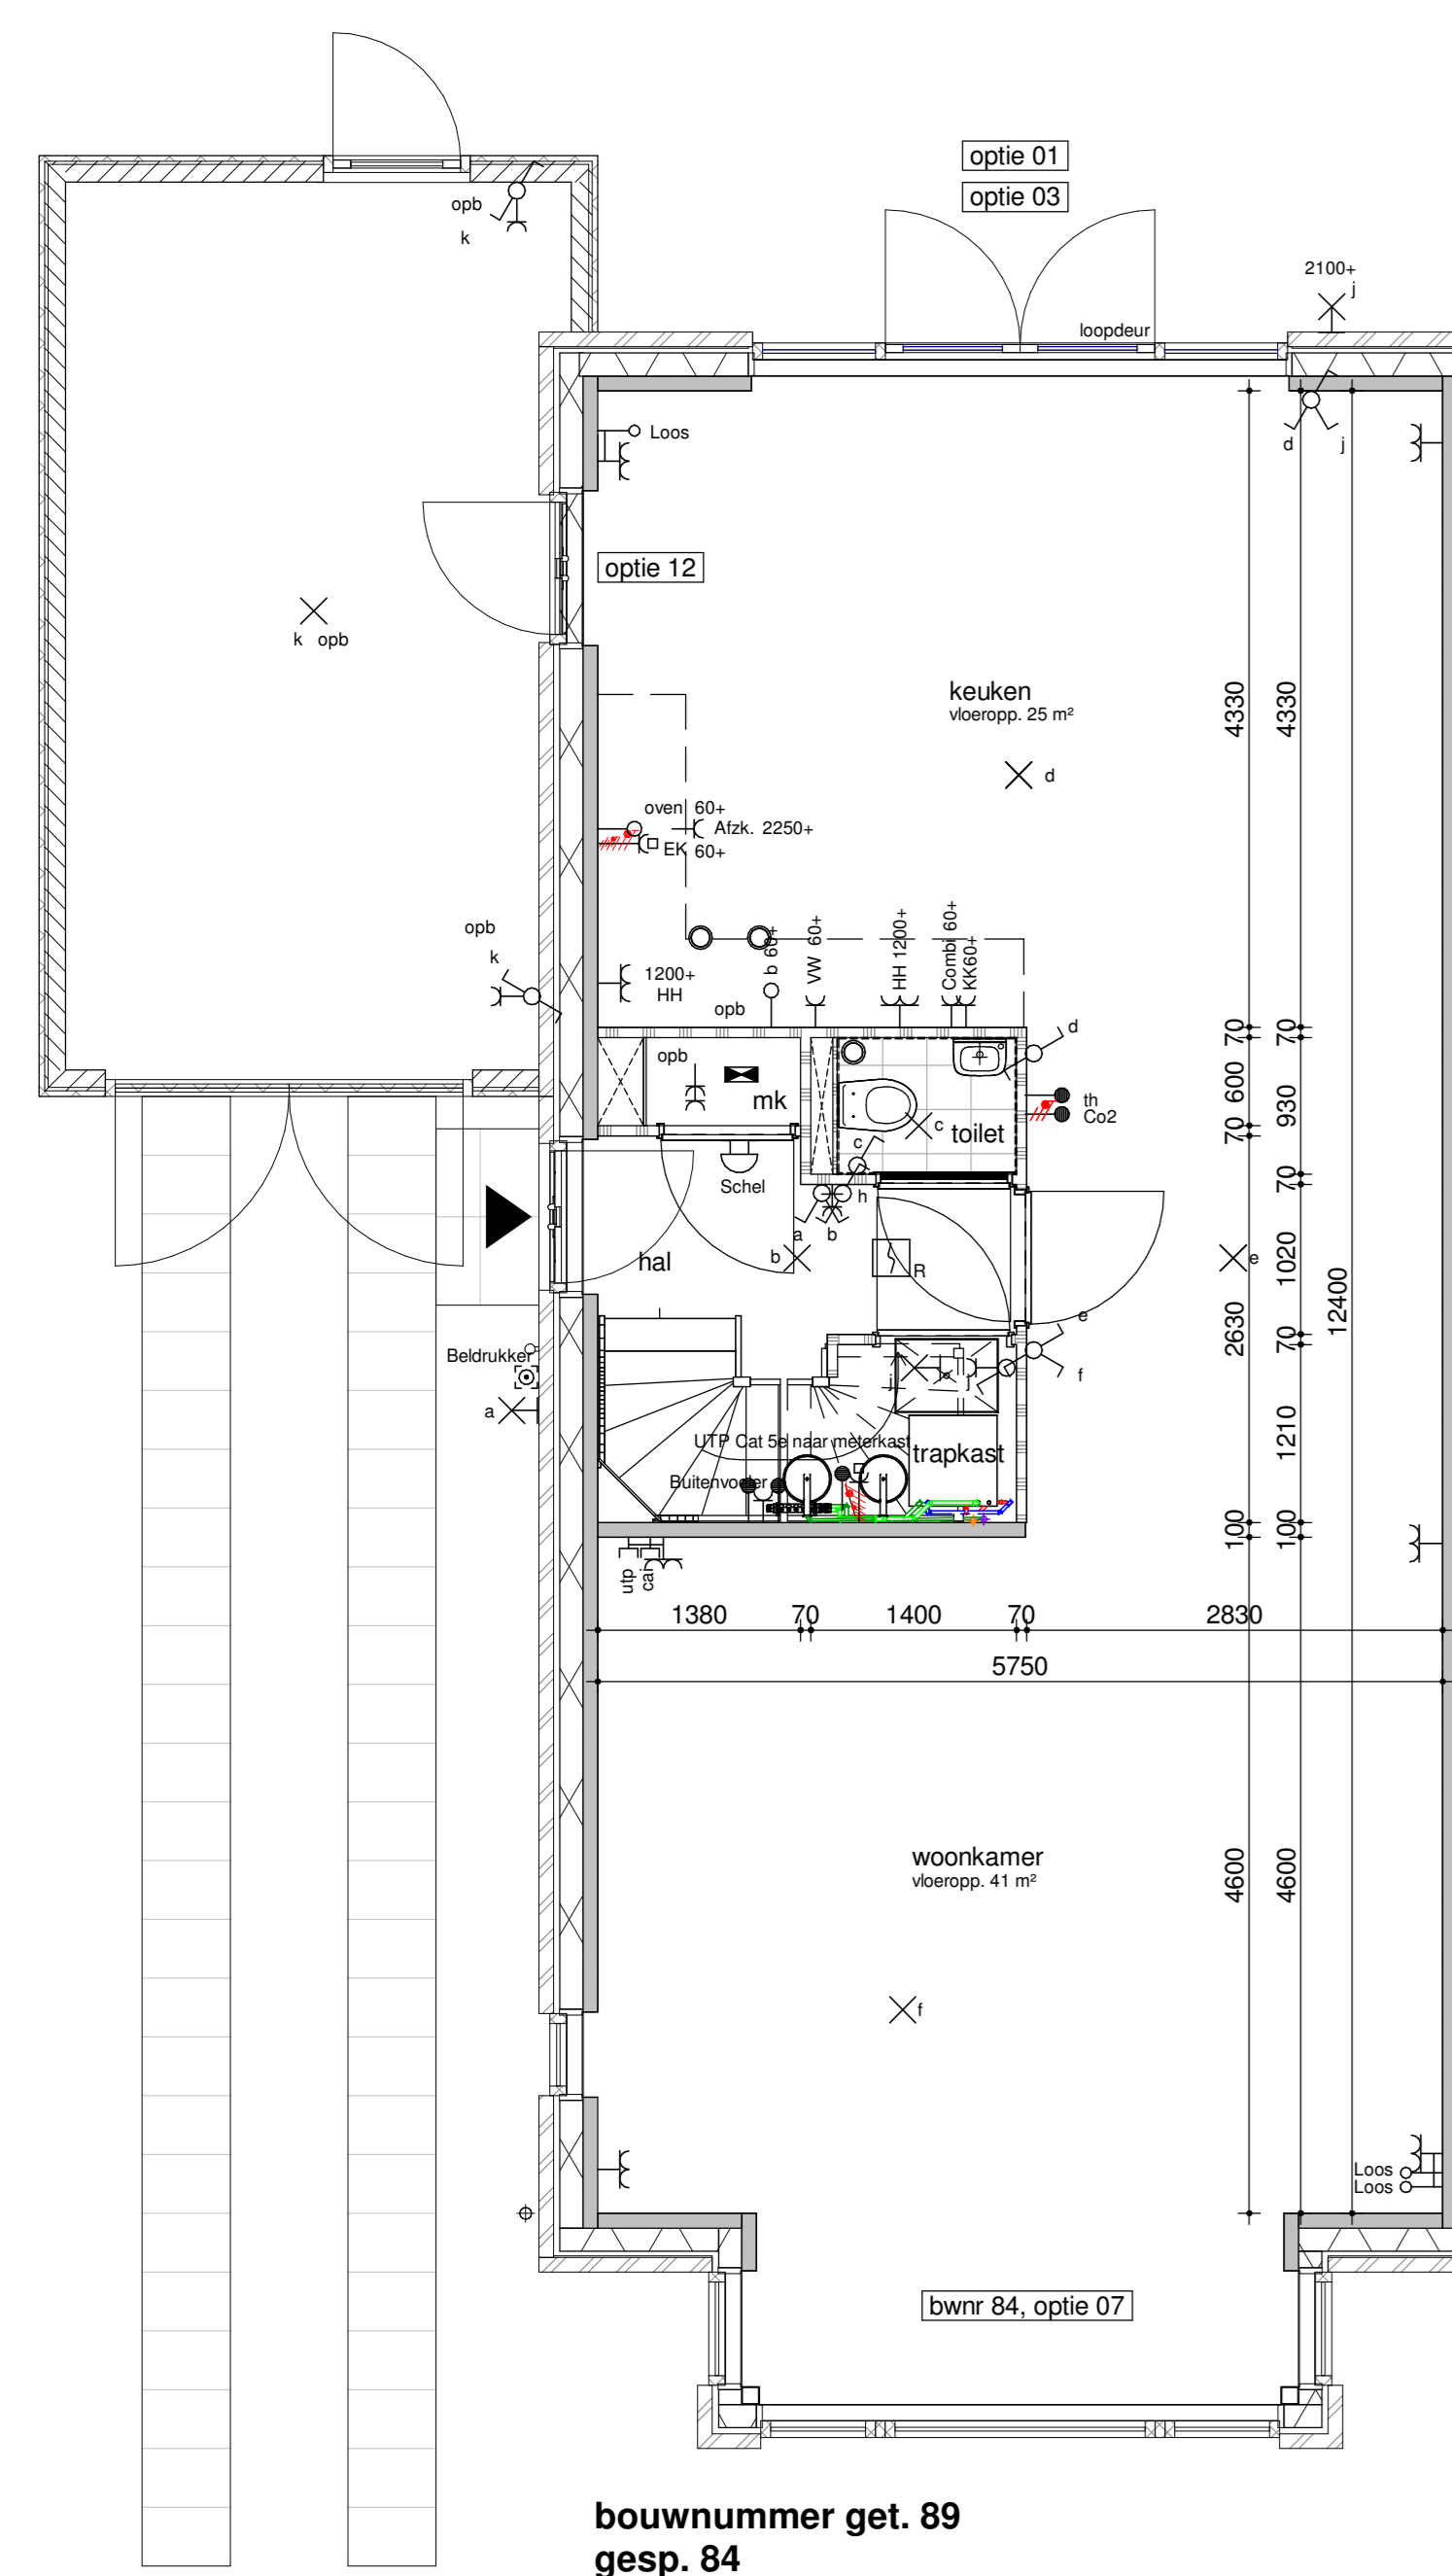 optie 01
optie 03
2100+
j
loopdeur
opb
k
Loos
d
j
optie 12
k opb
keuken
vloeropp. 25 m²
d
4330
4330
oven 60+
Afzk. 2250+
EK 60+
opb
k
1200+
HH
b 60+
VW 60+
HH 1200+
Combi 60+
KK60+
opb
opb
mk
d
th
Co2
c
toilet
c
70
600
70
70
930
70
Schel
h
a
b
b
hal
R
e
e
f
1020
70
2630
12400
1210
Beldrukker
a
j
UTP Cat 5e naar meterkast
trapkast
Buitenvoeler
100
100
utp
cai
1380
70
1400
70
2830
5750
woonkamer
vloeropp. 41 m²
4600
4600
f
Loos
Loos
bwnr 84, optie 07
bouwnummer get. 89
gesp. 84